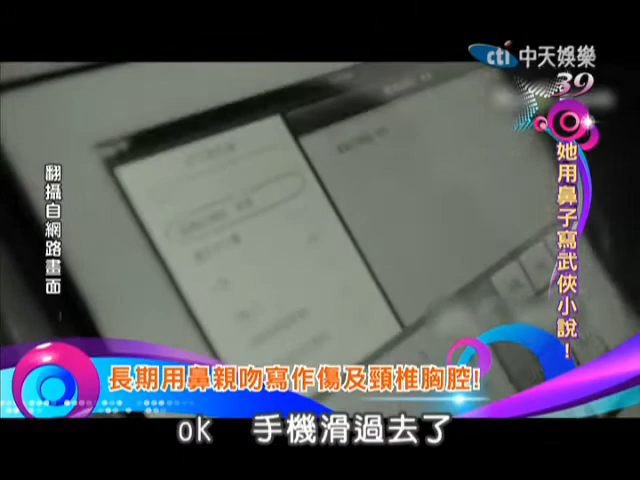 cti 中天娛樂
39
她用鼻子寫武俠小說！
翻攝自網路畫面
長期用鼻親吻寫作傷及頸椎胸腔!
ok 手機滑過去了